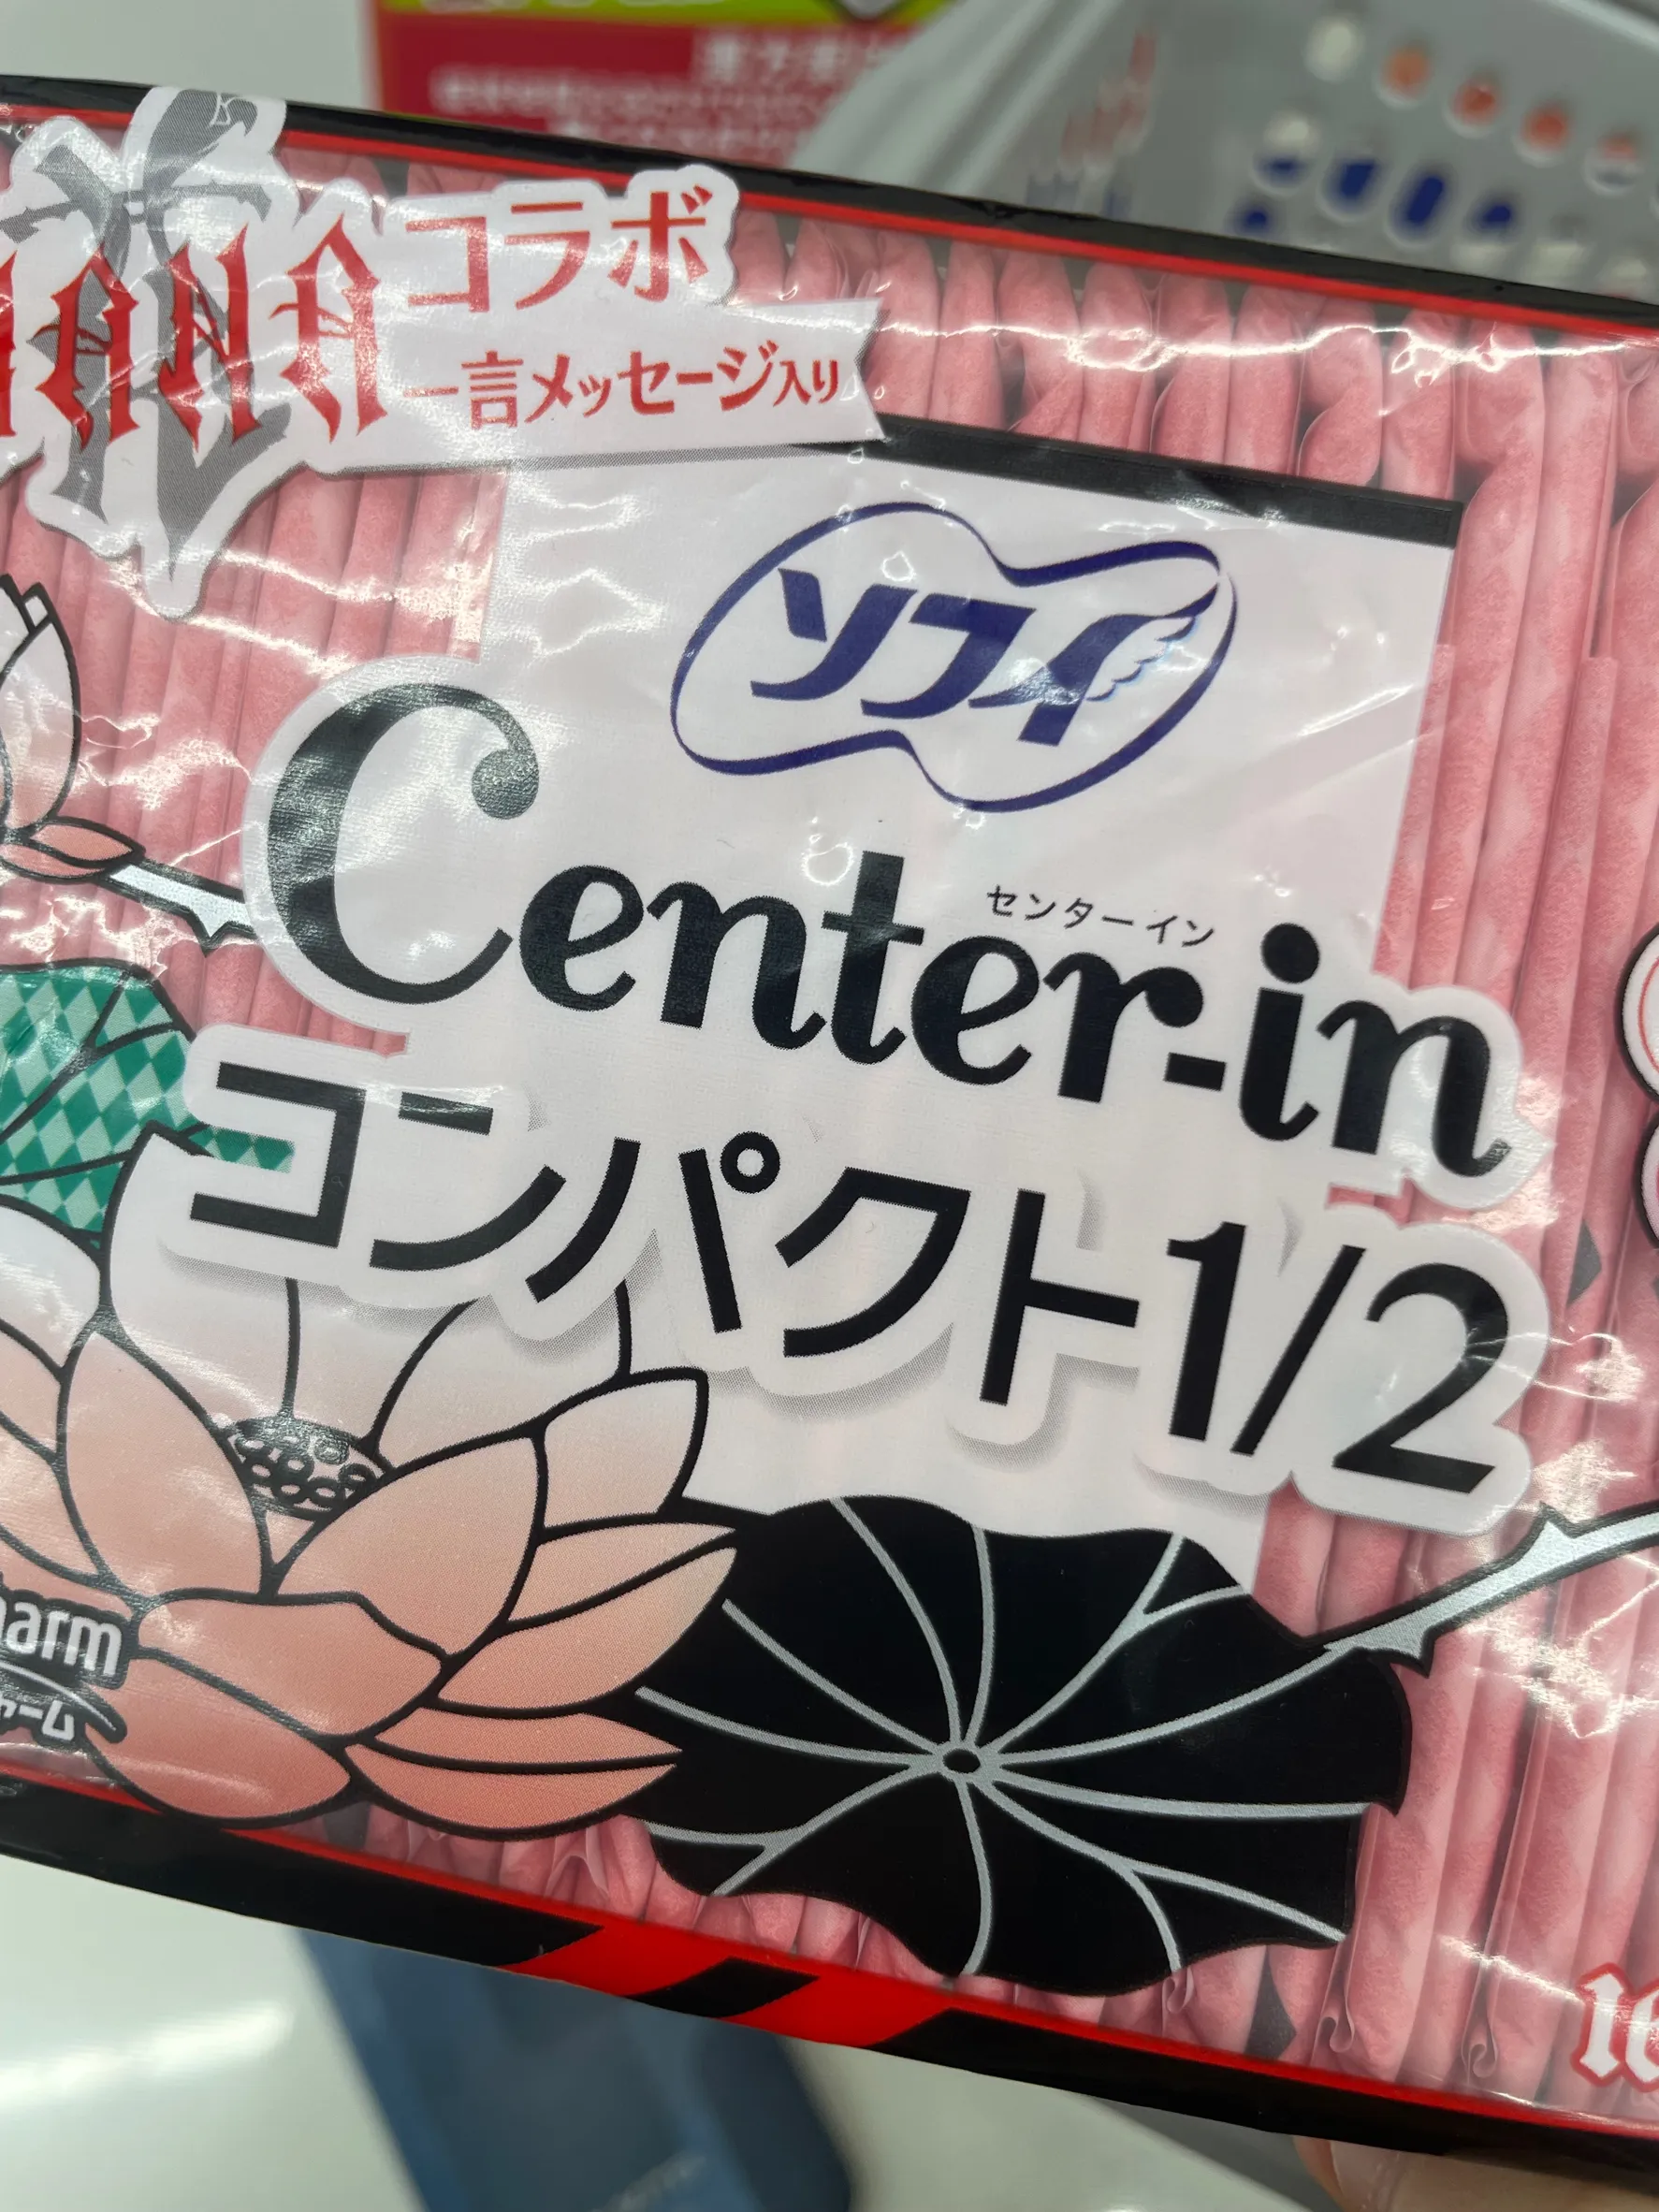 コラボ
一言メッセージ入り
ソフィ
センターイン
Center-in
コンパクト1/2